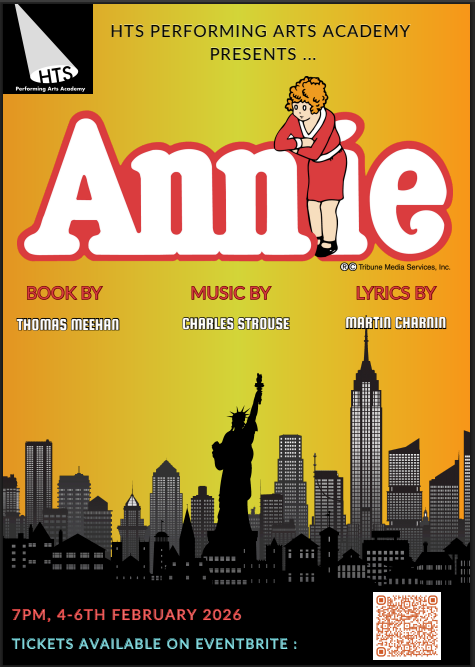 HTS PERFORMING ARTS ACADEMY
PRESENTS ...
HTS
Performing Arts Academy
Annie
®© Tribune Media Services, Inc.
BOOK BY
MUSIC BY
LYRICS BY
THOMAS MEEHAN
CHARLES STROUSE
MARTIN CHARNIN
7PM, 4-6TH FEBRUARY 2026
TICKETS AVAILABLE ON EVENTBRITE :